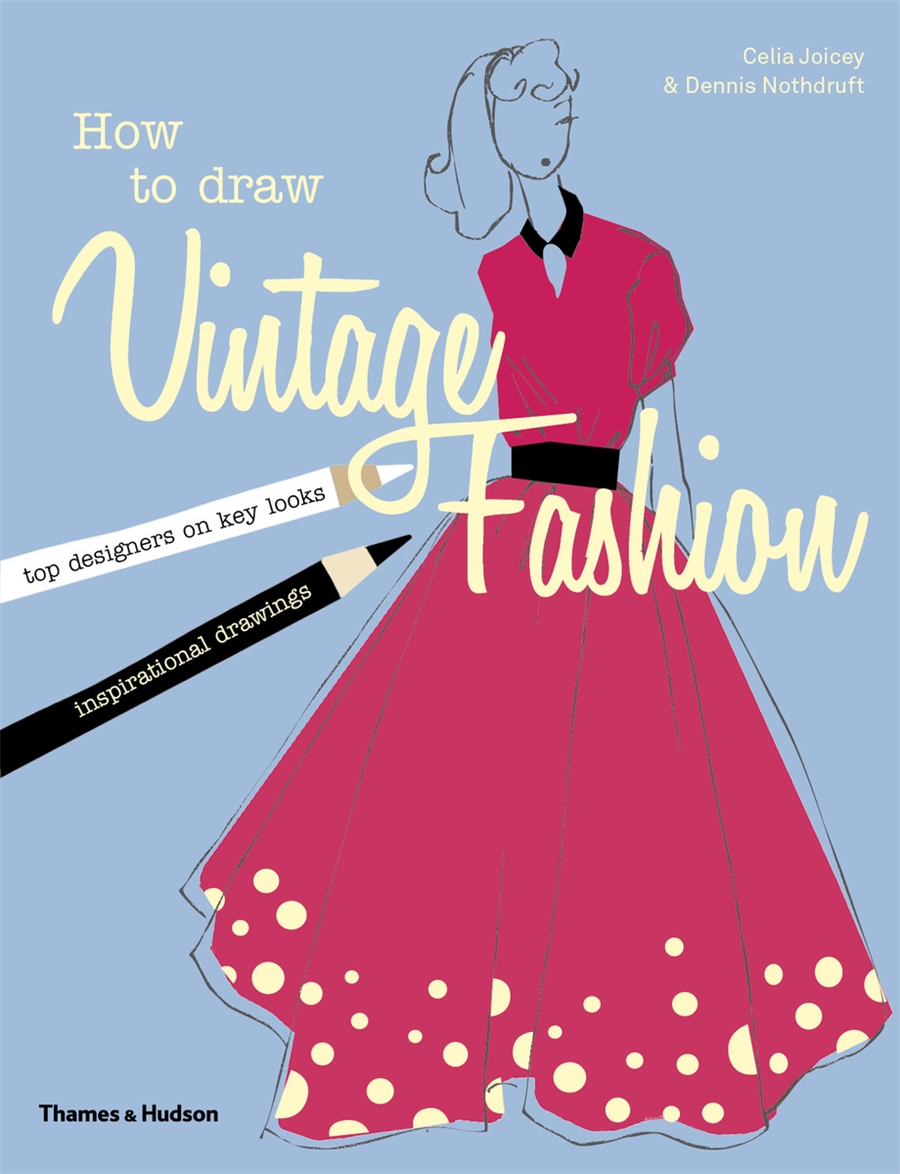 Celia Joicey
& Dennis Nothdruft
How
to draw
Vintage
Fashion
top designers on key looks
inspirational drawings
Thames & Hudson